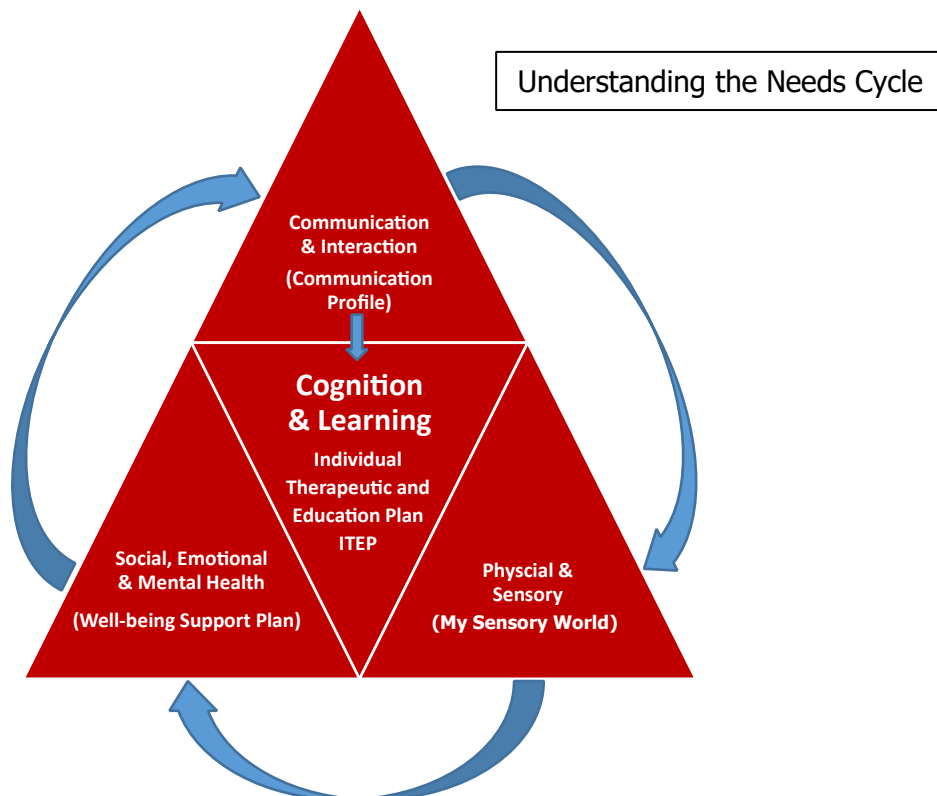 Understanding the Needs Cycle
Communication
& Interaction
(Communication
Profile)
Cognition
& Learning
Individual
Therapeutic and
Education Plan
ITEP
Social, Emotional
& Mental Health
(Well-being Support Plan)
Physcial &
Sensory
(My Sensory World)